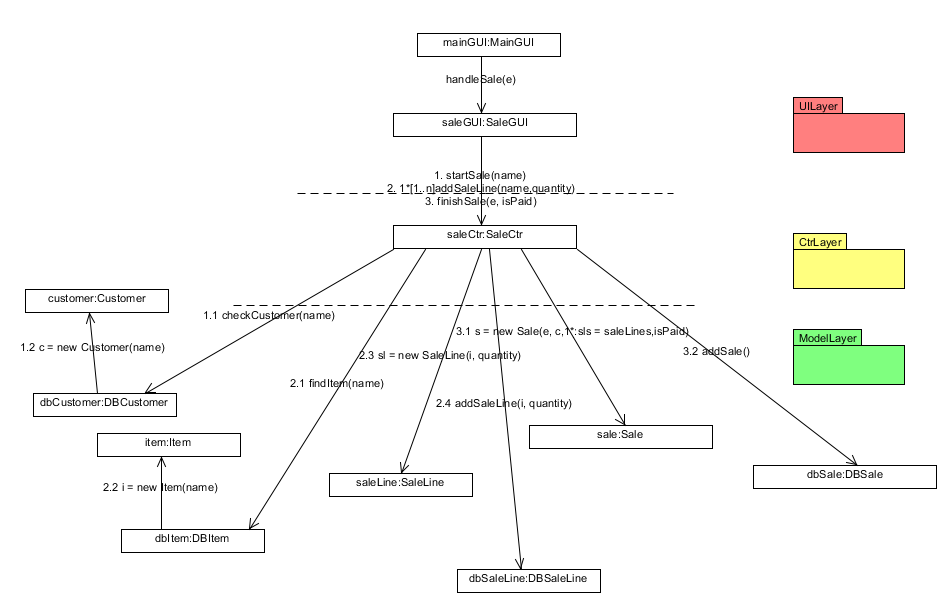 mainGUI:MainGUI
handleSale(e)
UILayer
saleGUI:SaleGUI
1. startSale(name)
2. 1*[1..n]addSaleLine(name,quantity)
3. finishSale(e, isPaid)
saleCtr:SaleCtr
CtrLayer
customer:Customer
1.1 checkCustomer(name)
3.1 s = new Sale(e, c,1*:sls = saleLines,isPaid)
ModelLayer
1.2 c = new Customer(name)
2.3 sl = new SaleLine(i, quantity)
3.2 addSale()
2.1 findItem(name)
dbCustomer:DBCustomer
2.4 addSaleLine(i, quantity)
item:Item
sale:Sale
2.2 i = new Item(name)
saleLine:SaleLine
dbSale:DBSale
dbItem:DBItem
dbSaleLine:DBSaleLine